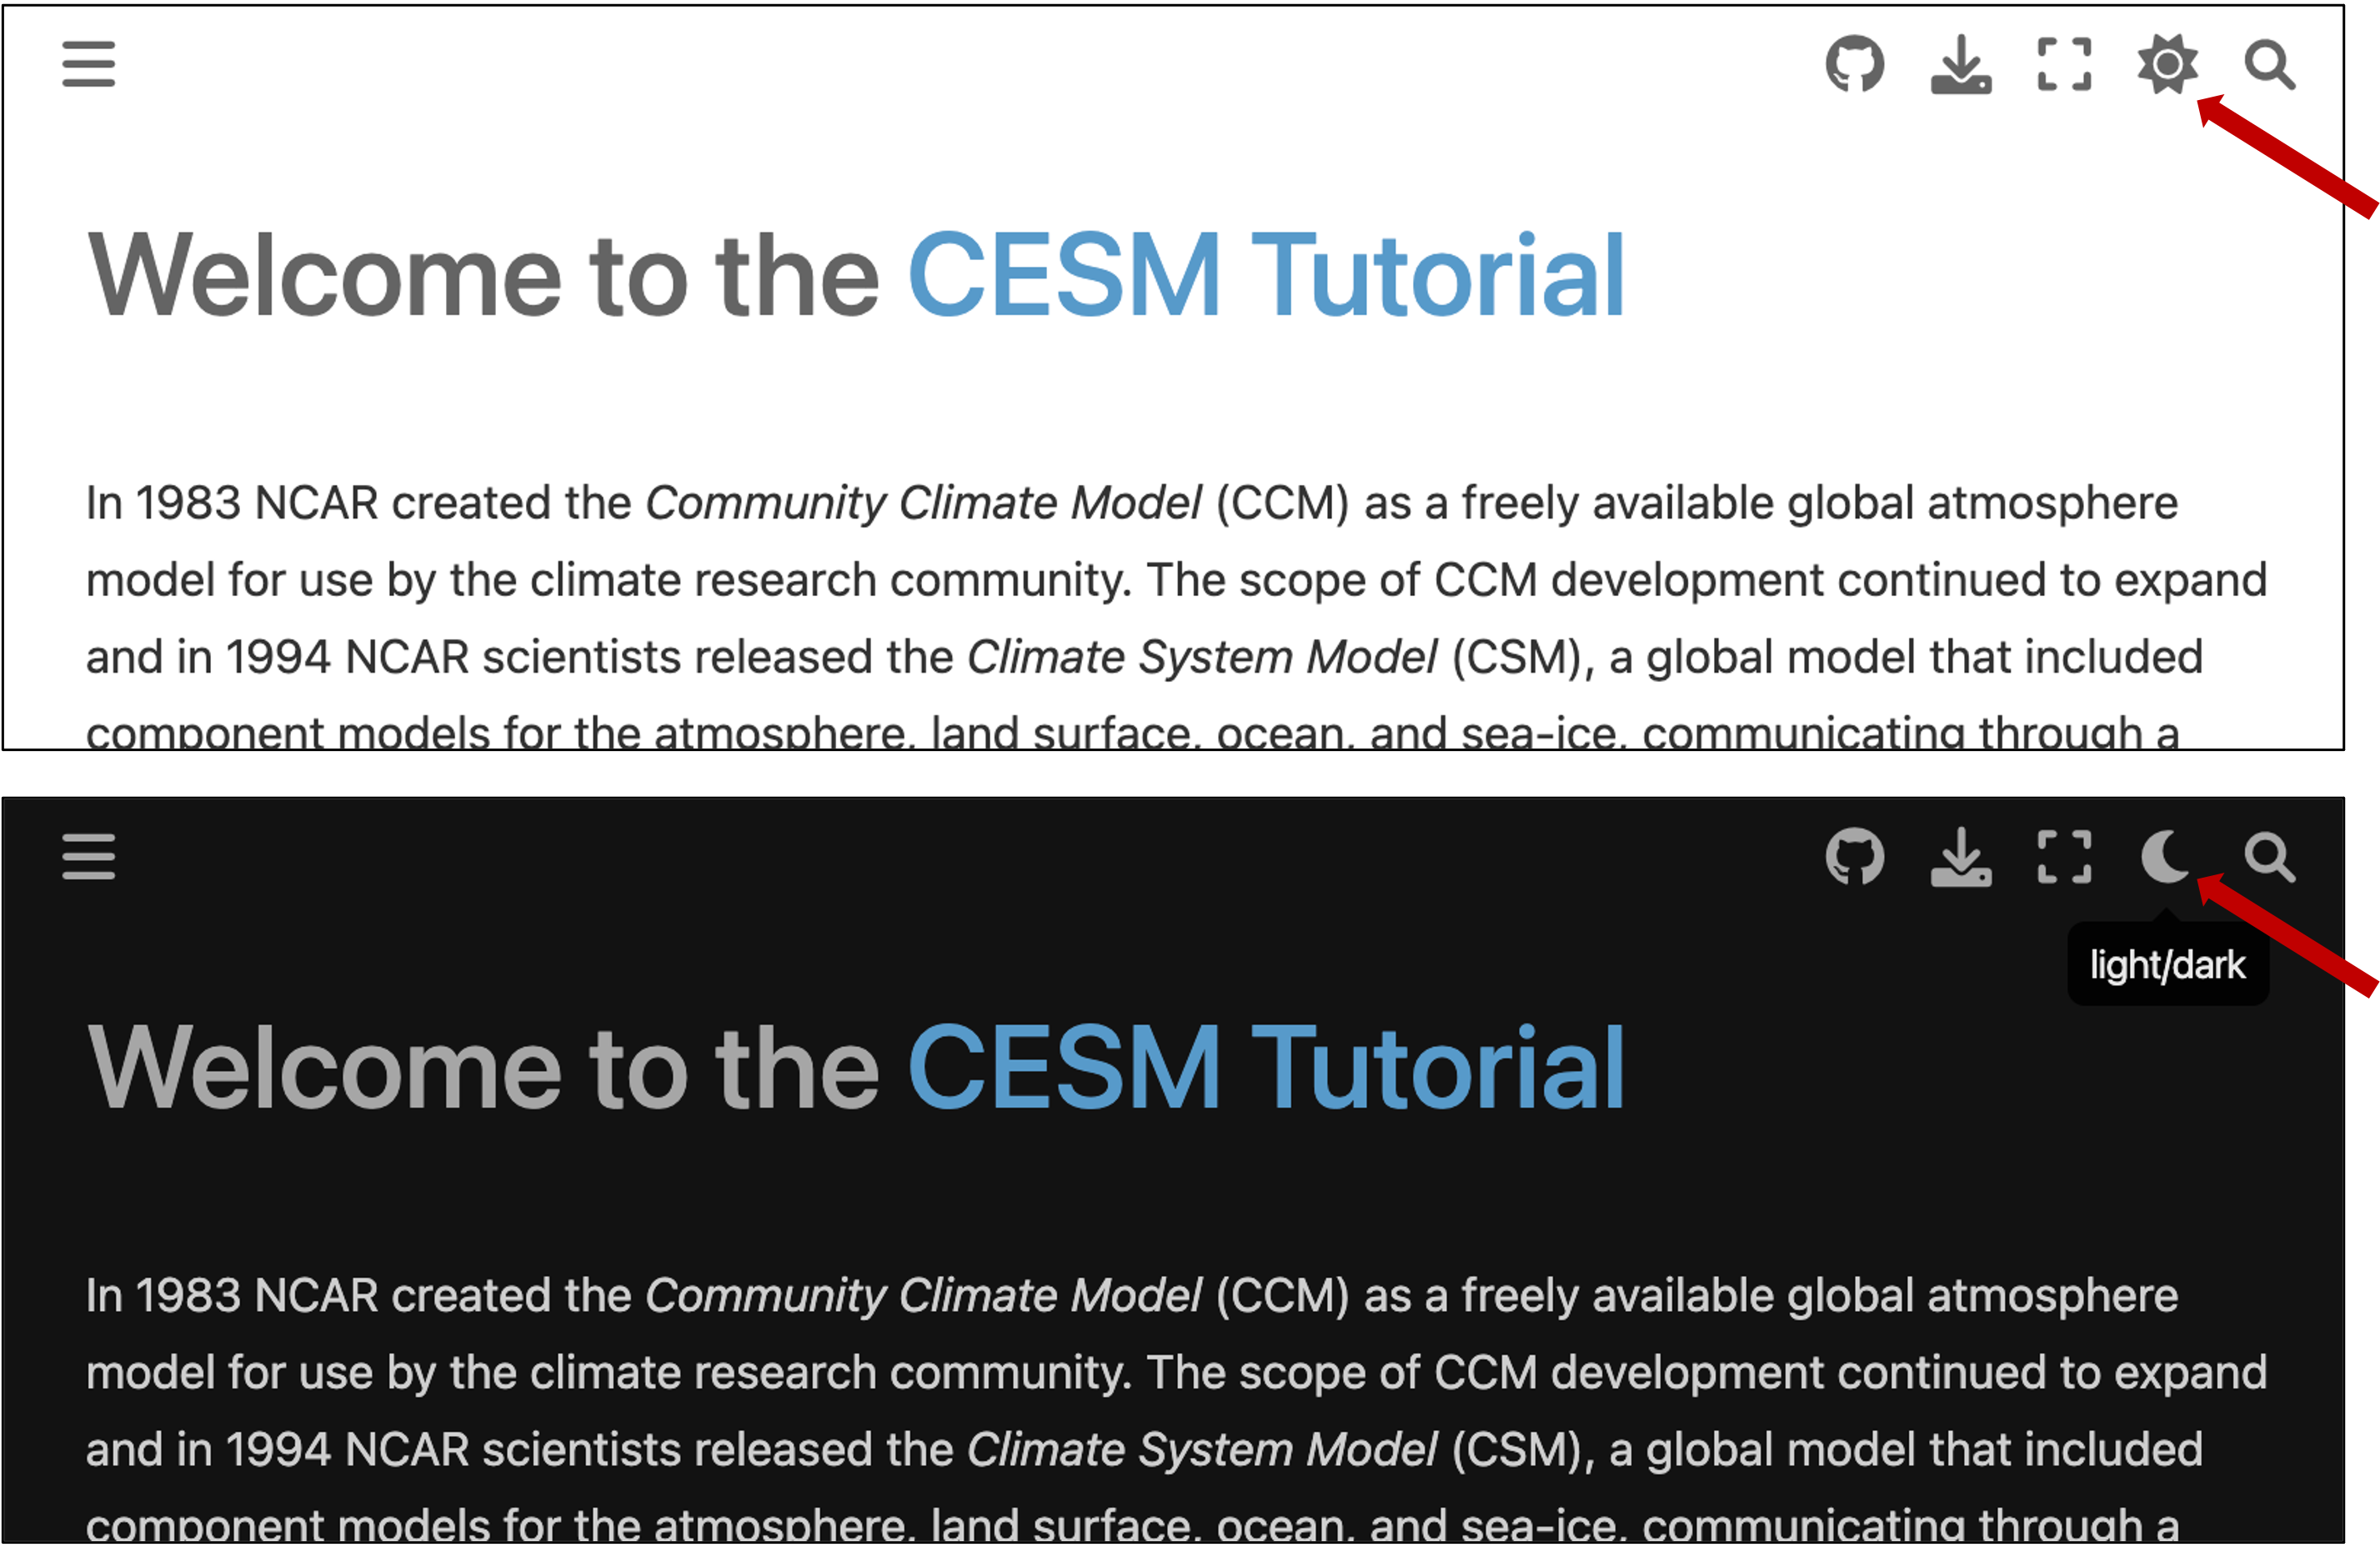 Welcome to the CESM Tutorial
In 1983 NCAR created the Community Climate Model (CCM) as a freely available global atmosphere
model for use by the climate research community. The scope of CCM development continued to expand
and in 1994 NCAR scientists released the Climate System Model (CSM), a global model that included
component models for the atmosphere, land surface, ocean, and sea-ice, communicating through a
light/dark
Welcome to the CESM Tutorial
In 1983 NCAR created the Community Climate Model (CCM) as a freely available global atmosphere
model for use by the climate research community. The scope of CCM development continued to expand
and in 1994 NCAR scientists released the Climate System Model (CSM), a global model that included
component models for the atmosphere, land surface, ocean, and sea-ice, communicating through a